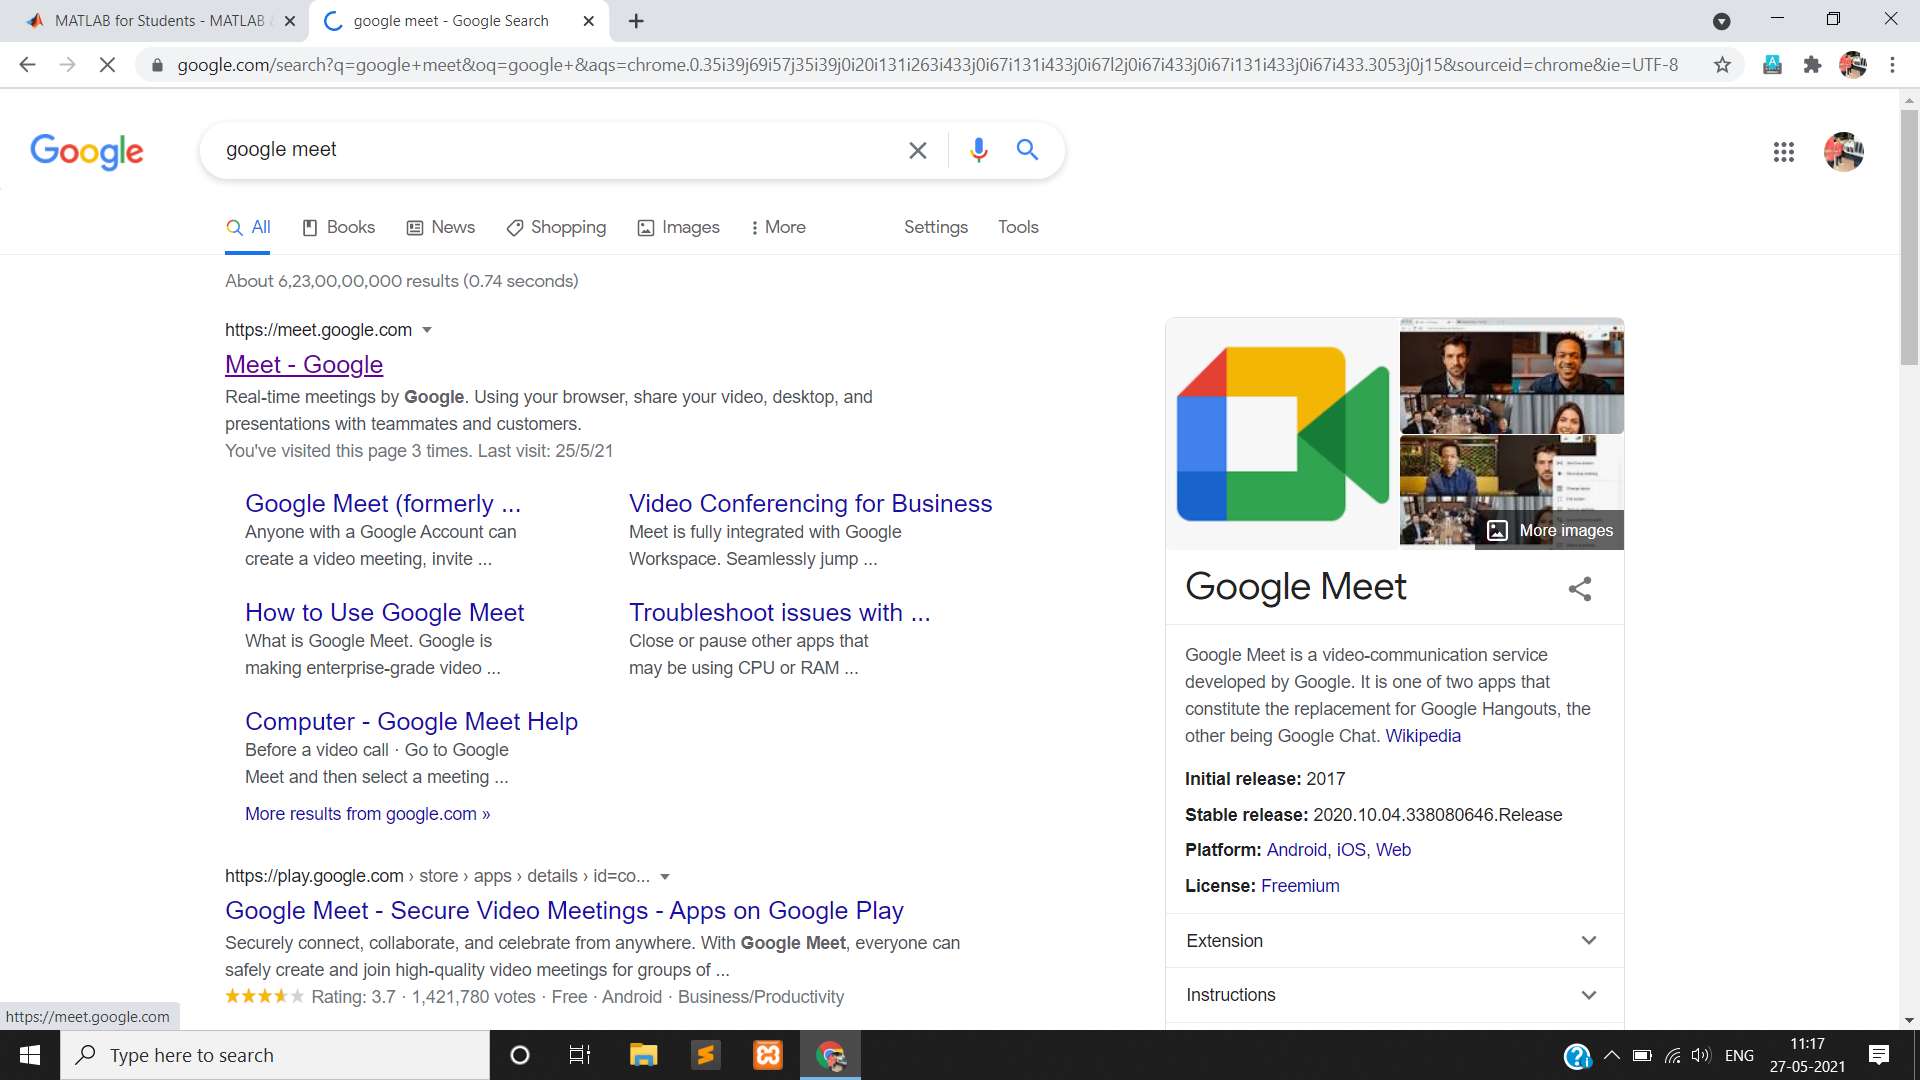 MATLAB for Students - MATLAB &
google meet - Google Search
google.com/search?q=google+meet&oq=google+&aqs=chrome.0.35i39j69i57j35i39j0i20i131i263i433j0i67i131i433j0i67l2j0i67i433j0i67i131i433j0i67i433.3053j0j15&sourceid=chrome&ie=UTF-8
Google
google meet
All
Books
News
Shopping
Images
More
Settings
Tools
About 6,23,00,00,000 results (0.74 seconds)
https://meet.google.com
Meet - Google
Real-time meetings by Google. Using your browser, share your video, desktop, and
presentations with teammates and customers.
You've visited this page 3 times. Last visit: 25/5/21
Google Meet (formerly ...
Anyone with a Google Account can
create a video meeting, invite ...
Video Conferencing for Business
Meet is fully integrated with Google
Workspace. Seamlessly jump ...
How to Use Google Meet
What is Google Meet. Google is
making enterprise-grade video ...
Troubleshoot issues with ...
Close or pause other apps that
may be using CPU or RAM ...
Computer - Google Meet Help
Before a video call · Go to Google
Meet and then select a meeting ...
More results from google.com »
https://play.google.com › store › apps › details › id=co...
Google Meet - Secure Video Meetings - Apps on Google Play
Securely connect, collaborate, and celebrate from anywhere. With Google Meet, everyone can
safely create and join high-quality video meetings for groups of ...
Rating: 3.7 · 1,421,780 votes · Free · Android · Business/Productivity
More images
Google Meet
Google Meet is a video-communication service
developed by Google. It is one of two apps that
constitute the replacement for Google Hangouts, the
other being Google Chat. Wikipedia
Initial release: 2017
Stable release: 2020.10.04.338080646.Release
Platform: Android, iOS, Web
License: Freemium
Extension
Instructions
https://meet.google.com
Type here to search
ENG
11:17
27-05-2021